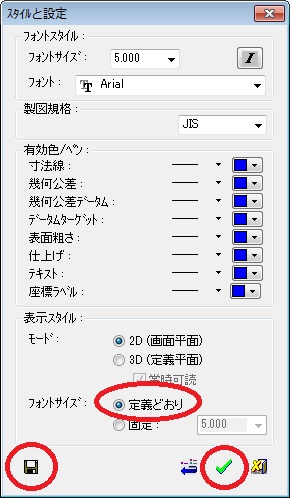 スタイルと設定
フォントスタイル:
フォントサイズ: 5.000 I
フォント: Arial
製図規格:
JIS
有効色/ペン:
寸法線:
幾何公差:
幾何公差データム:
データムターゲット:
表面粗さ:
仕上げ:
テキスト:
座標ラベル:
表示スタイル:
モード: 2D (画面平面)
3D (定義平面)
常時可読
フォントサイズ: 定義どおり
固定: 5.000